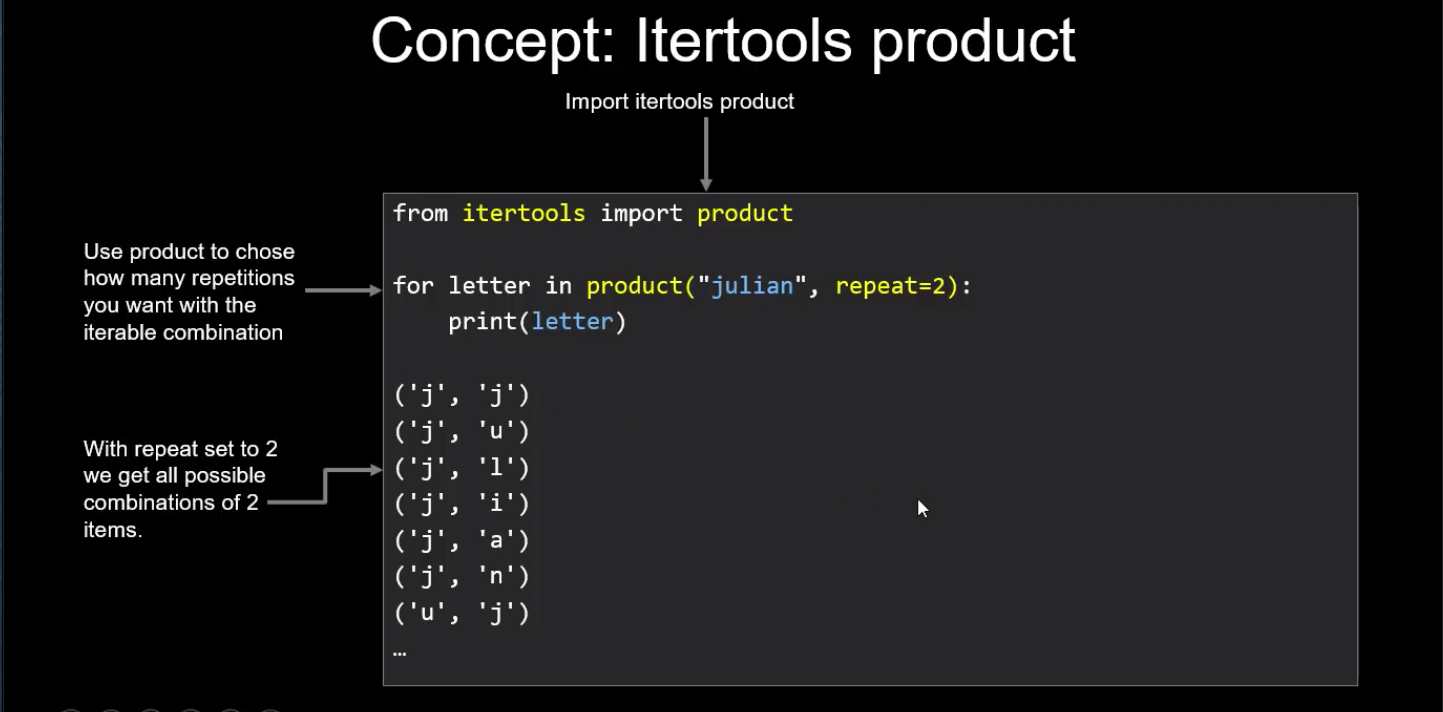 Concept: Itertools product
Import itertools product
from itertools import product
Use product to chose
how many repetitions
you want with the
iterable combination
for letter in product("julian", repeat=2):
    print(letter)
With repeat set to 2
we get all possible
combinations of 2
items.
('j', 'j')
('j', 'u')
('j', 'l')
('j', 'i')
('j', 'a')
('j', 'n')
('u', 'j')
…